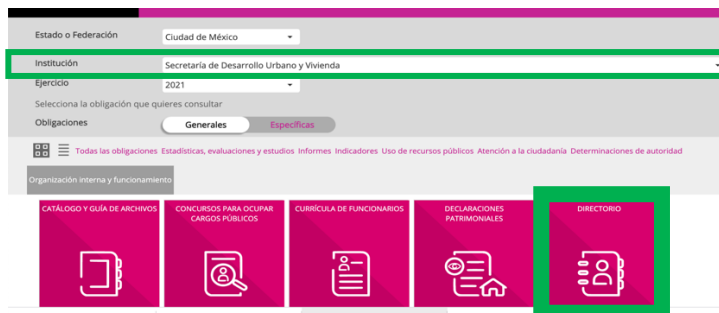 Estado o Federación Ciudad de México
Institución Secretaría de Desarrollo Urbano y Vivienda
Ejercicio 2021
Selecciona la obligación que quieres consultar
Obligaciones Generales Específicas
Todas las obligaciones Estadísticas, evaluaciones y estudios Informes Indicadores Uso de recursos públicos Atención a la ciudadanía Determinaciones de autoridad
Organización interna y funcionamiento
CATÁLOGO Y GUÍA DE ARCHIVOS
CONCURSOS PARA OCUPAR
CARGOS PÚBLICOS
CURRÍCULA DE FUNCIONARIOS
DECLARACIONES
PATRIMONIALES
DIRECTORIO